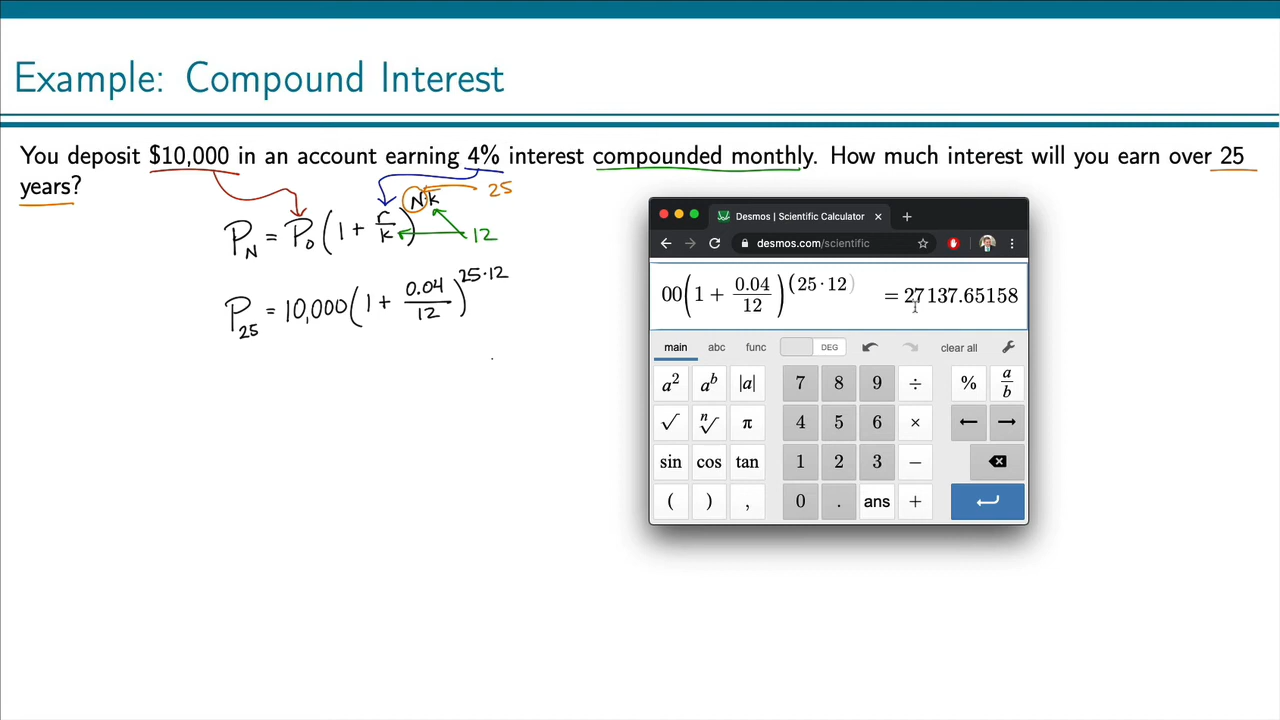 Example: Compound Interest
You deposit $10,000 in an account earning 4% interest compounded monthly. How much interest will you earn over 25
years?
P_N = P_0 (1 + r/k)^{N·k}
25
12
P_25 = 10,000 (1 + 0.04/12)^{25·12}
Desmos | Scientific Calculator
desmos.com/scientific
00(1 + 0.04/12)^{(25·12)} = 27137.65158
main abc func DEG clear all
a² a^b |a| 7 8 9 ÷ % a/b
√ ⁿ√ π 4 5 6 × ← →
sin cos tan 1 2 3 −
( ) , 0 . ans +